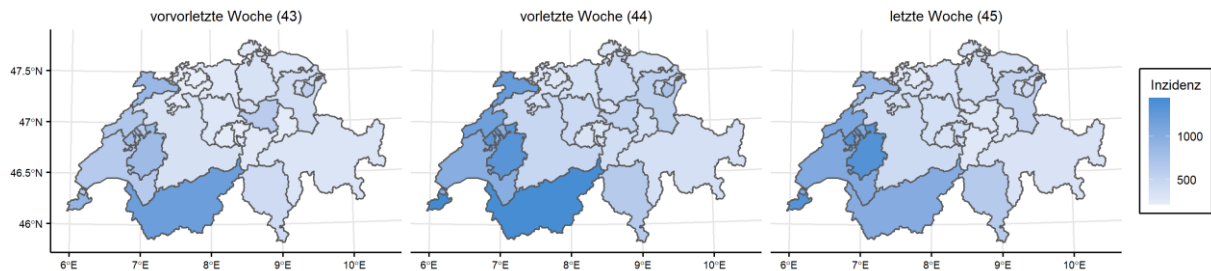 vorvorletzte Woche (43)
vorletzte Woche (44)
letzte Woche (45)
47.5°N
47°N
46.5°N
46°N
6°E 7°E 8°E 9°E 10°E
6°E 7°E 8°E 9°E 10°E
6°E 7°E 8°E 9°E 10°E
Inzidenz
1000
500